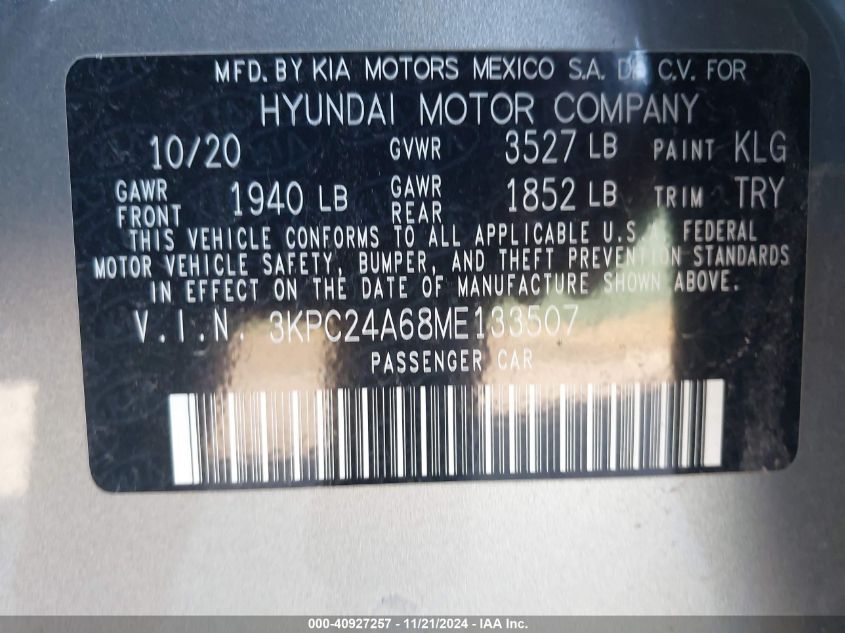 MFD. BY KIA MOTORS MEXICO S.A. DE C.V. FOR
HYUNDAI MOTOR COMPANY
10/20 GVWR 3527 LB PAINT KLG
GAWR FRONT 1940 LB GAWR REAR 1852 LB TRIM TRY
THIS VEHICLE CONFORMS TO ALL APPLICABLE U.S.A. FEDERAL
MOTOR VEHICLE SAFETY, BUMPER, AND THEFT PREVENTION STANDARDS
IN EFFECT ON THE DATE OF MANUFACTURE SHOWN ABOVE.
V.I.N. 3KPC24A68ME133507
PASSENGER CAR
000-40927257 - 11/21/2024 - IAA Inc.